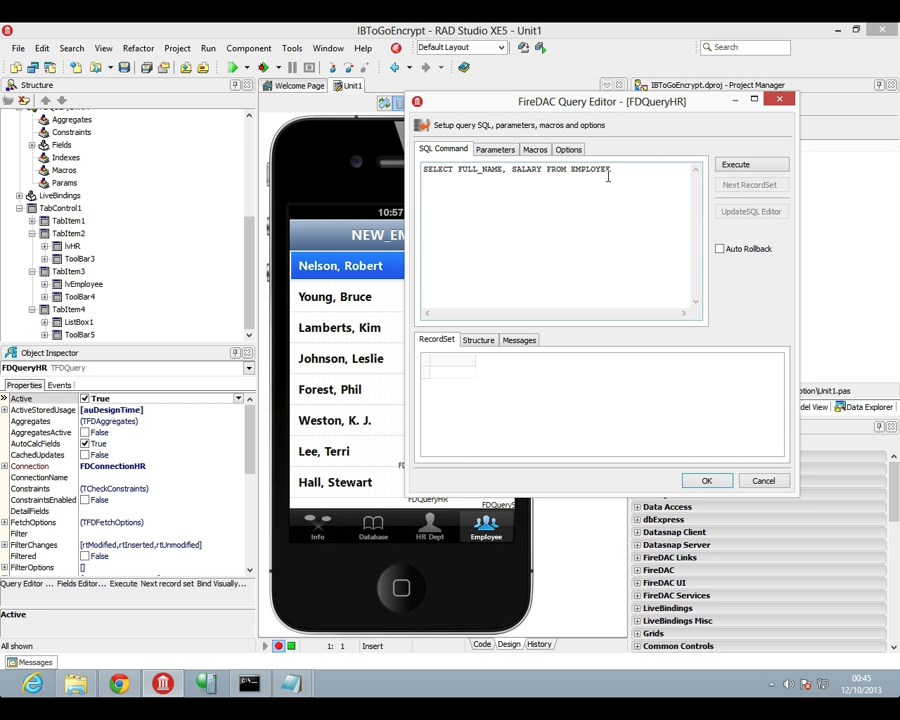 IBToGoEncrypt - RAD Studio XE5 - Unit1
File Edit Search View Refactor Project Run Component Tools Window Help
Default Layout
Search
Structure
Welcome Page
Unit1
IBToGoEncrypt.dproj - Project Manager
Aggregates
Constraints
Fields
Indexes
Macros
Params
LiveBindings
TabControl1
TabItem1
TabItem2
lvHR
ToolBar3
TabItem3
lvEmployee
ToolBar4
TabItem4
ListBox1
ToolBar5
Object Inspector
FDQueryHR TFDQuery
Properties Events
Active True
ActiveStoredUsage [auDesignTime]
Aggregates (TFDAggregates)
AggregatesActive False
AutoCalcFields True
CachedUpdates False
Connection FDConnectionHR
ConnectionName
Constraints (TCheckConstraints)
ConstraintsEnabled False
DetailFields
FetchOptions (TFDFetchOptions)
Filter
FilterChanges [rtModified,rtInserted,rtUnmodified]
Filtered False
FilterOptions []
Query Editor ... Fields Editor... Execute Next record set Bind Visually...
Active
All shown
Messages
10:57
NEW_EM
Nelson, Robert
Young, Bruce
Lamberts, Kim
Johnson, Leslie
Forest, Phil
Weston, K. J.
Lee, Terri
Hall, Stewart
FDQueryHR
Info
Database
HR Dept
Employee
1: 1 Insert
Code Design History
FireDAC Query Editor - [FDQueryHR]
Setup query SQL, parameters, macros and options
SQL Command Parameters Macros Options
SELECT FULL_NAME, SALARY FROM EMPLOYEE
Execute
Next RecordSet
UpdateSQL Editor
Auto Rollback
RecordSet Structure Messages
OK Cancel
Data Explorer
Data Access
dbExpress
Datasnap Client
Datasnap Server
FireDAC Links
FireDAC
FireDAC UI
FireDAC Services
LiveBindings
LiveBindings Misc
Grids
Common Controls
00:45
12/10/2013